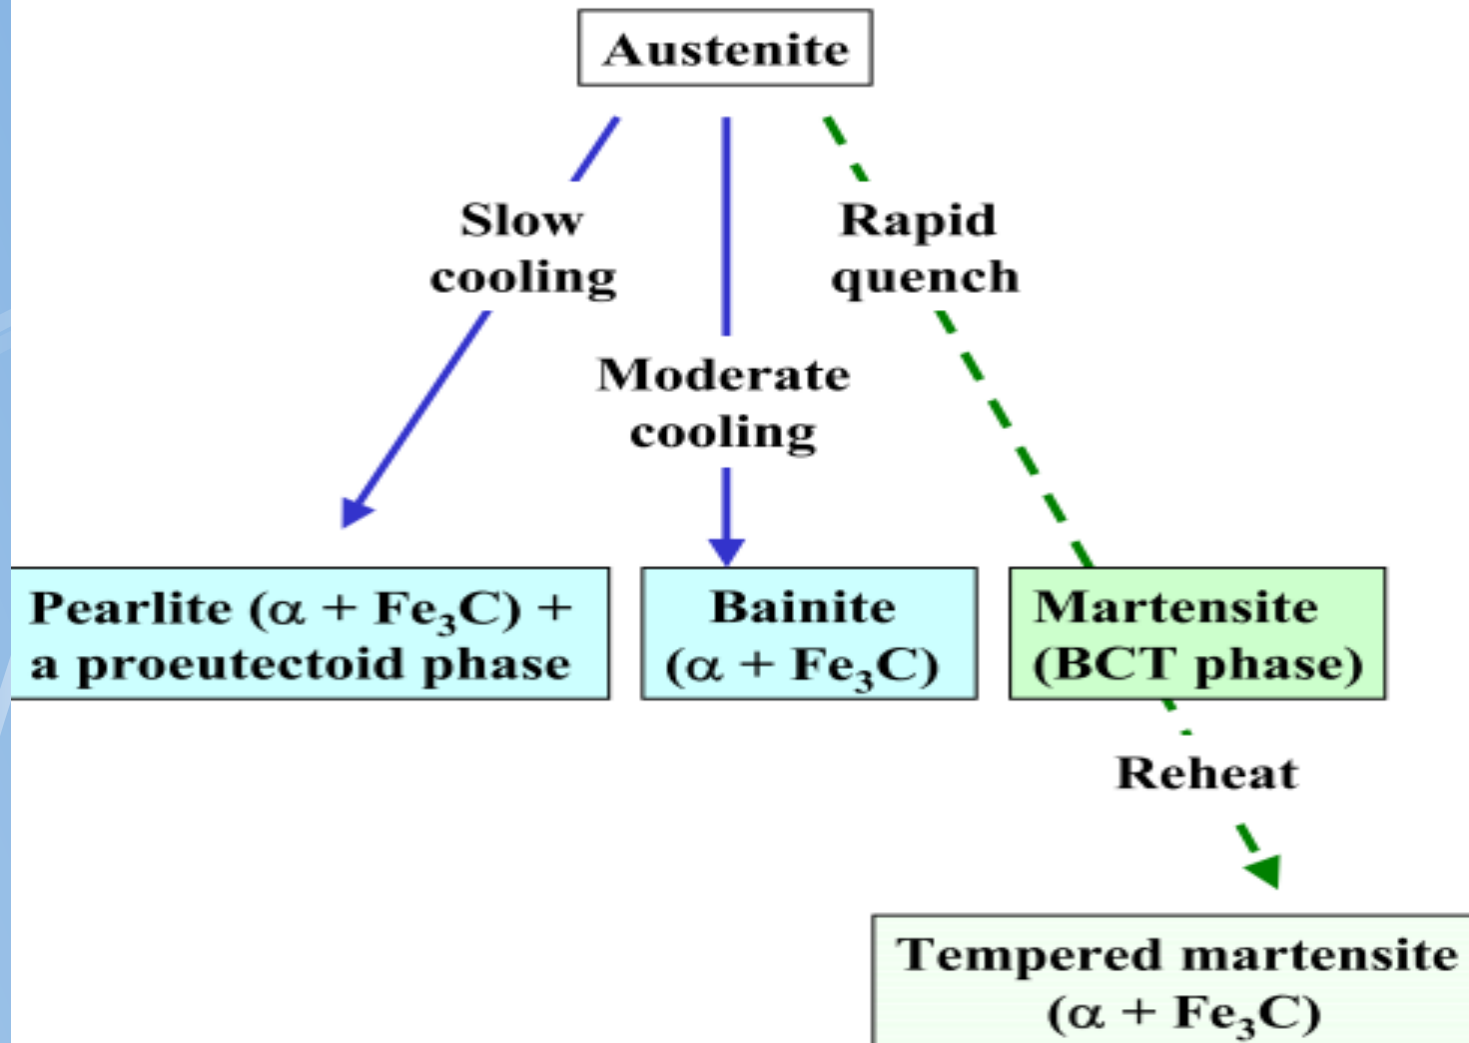 Austenite
Slow
cooling
Rapid
quench
Moderate
cooling
Pearlite (α + Fe₃C) +
a proeutectoid phase
Bainite
(α + Fe₃C)
Martensite
(BCT phase)
Reheat
Tempered martensite
(α + Fe₃C)